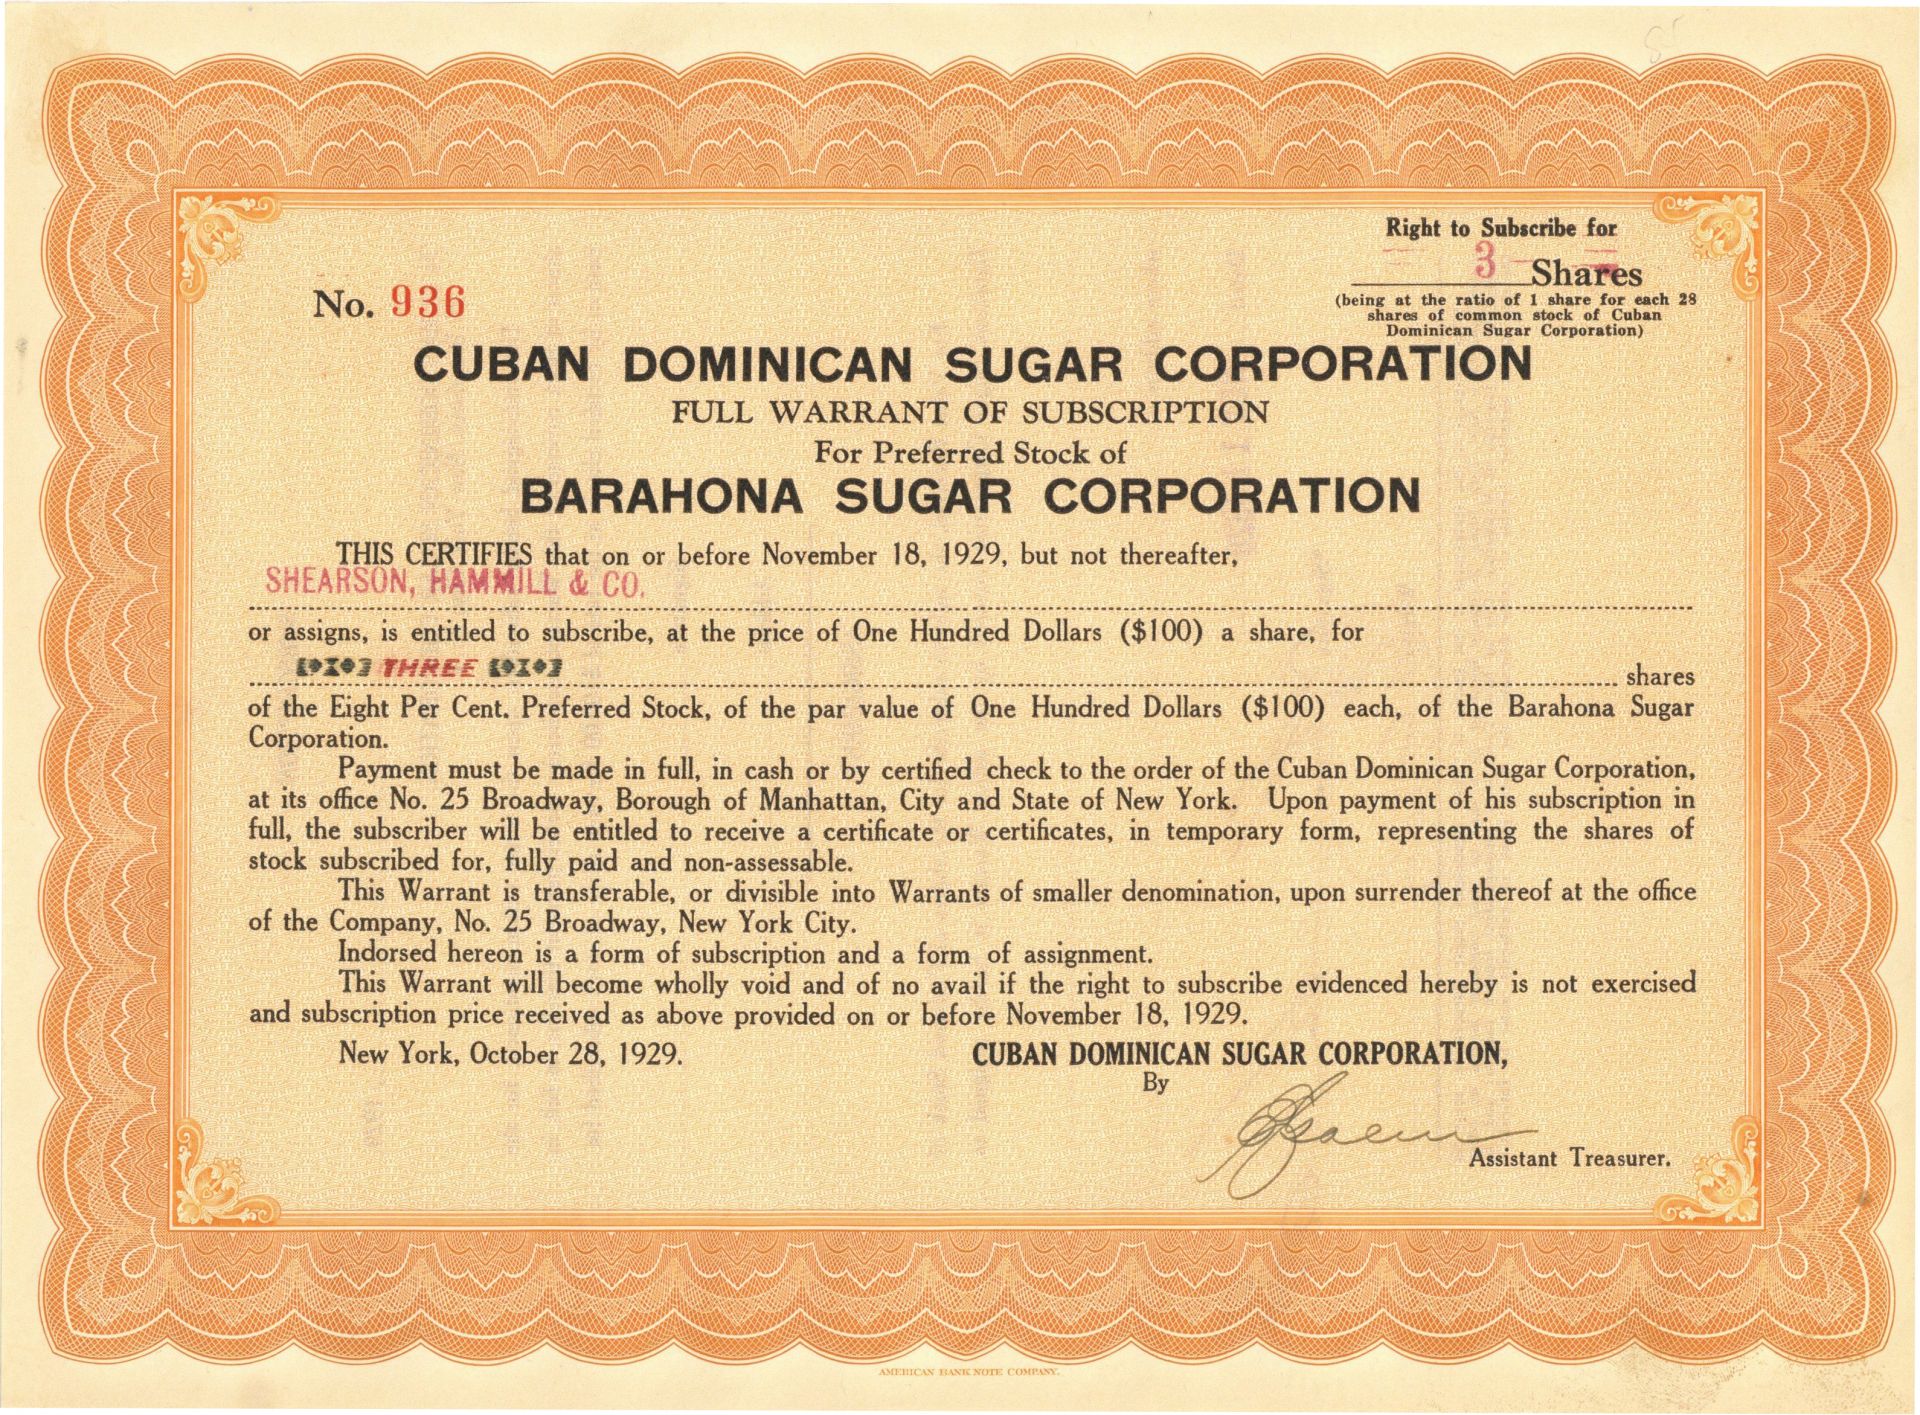 Right to Subscribe for
3 Shares
(being at the ratio of 1 share for each 28
shares of common stock of Cuban
Dominican Sugar Corporation)
No. 936
CUBAN DOMINICAN SUGAR CORPORATION
FULL WARRANT OF SUBSCRIPTION
For Preferred Stock of
BARAHONA SUGAR CORPORATION
THIS CERTIFIES that on or before November 18, 1929, but not thereafter,
SHEARSON, HAMMILL & CO.
or assigns, is entitled to subscribe, at the price of One Hundred Dollars ($100) a share, for
THREE shares
of the Eight Per Cent. Preferred Stock, of the par value of One Hundred Dollars ($100) each, of the Barahona Sugar
Corporation.
Payment must be made in full, in cash or by certified check to the order of the Cuban Dominican Sugar Corporation,
at its office No. 25 Broadway, Borough of Manhattan, City and State of New York. Upon payment of his subscription in
full, the subscriber will be entitled to receive a certificate or certificates, in temporary form, representing the shares of
stock subscribed for, fully paid and non-assessable.
This Warrant is transferable, or divisible into Warrants of smaller denomination, upon surrender thereof at the office
of the Company, No. 25 Broadway, New York City.
Indorsed hereon is a form of subscription and a form of assignment.
This Warrant will become wholly void and of no avail if the right to subscribe evidenced hereby is not exercised
and subscription price received as above provided on or before November 18, 1929.
New York, October 28, 1929. CUBAN DOMINICAN SUGAR CORPORATION,
By
Assistant Treasurer.
AMERICAN BANK NOTE COMPANY.